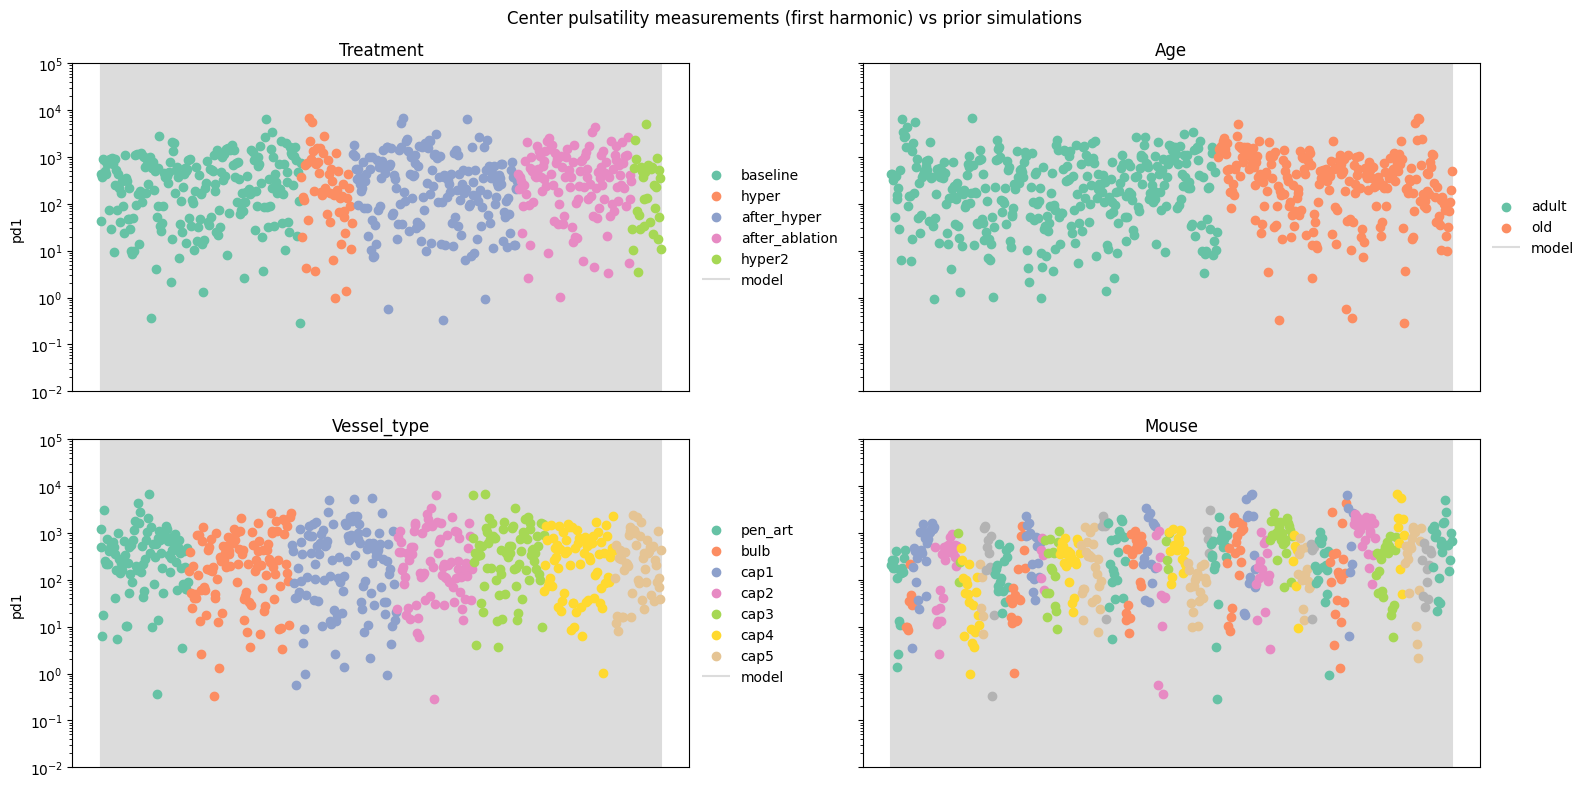 Center pulsatility measurements (first harmonic) vs prior simulations
Treatment
Age
10^5
10^4
10^3
10^2
10^1
10^0
10^-1
10^-2
pd1
baseline
hyper
after_hyper
after_ablation
hyper2
model
adult
old
model
Vessel_type
Mouse
10^5
10^4
10^3
10^2
10^1
10^0
10^-1
10^-2
pd1
pen_art
bulb
cap1
cap2
cap3
cap4
cap5
model